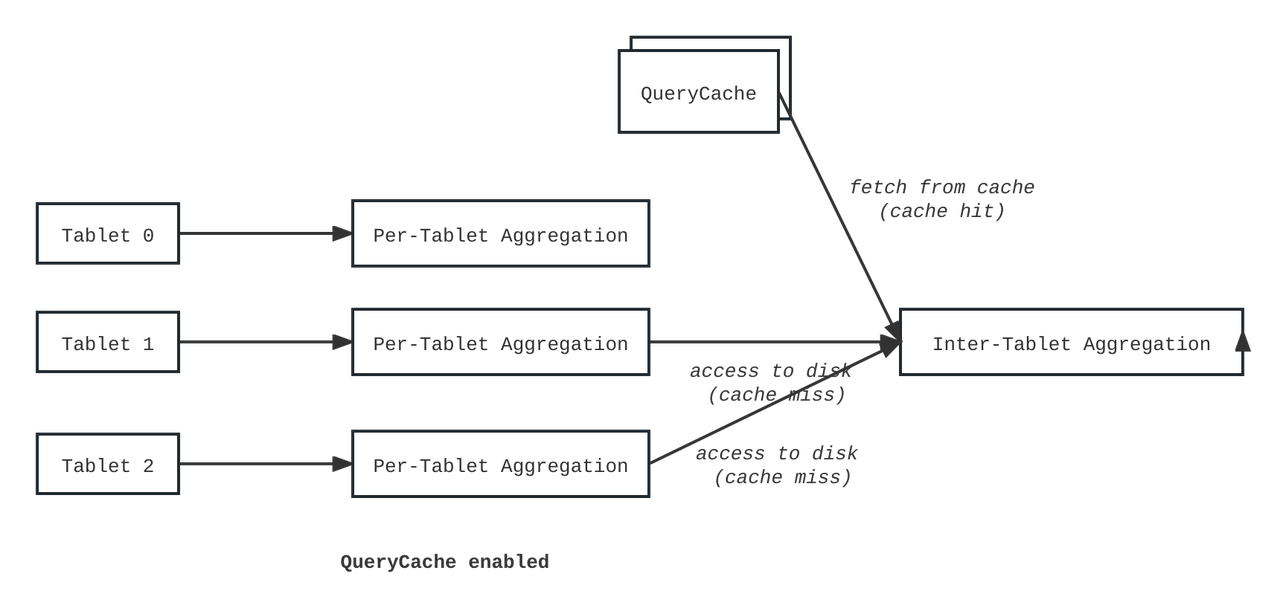 QueryCache
fetch from cache
(cache hit)
Tablet 0
Per-Tablet Aggregation
Tablet 1
Per-Tablet Aggregation
Inter-Tablet Aggregation
access to disk
(cache miss)
Tablet 2
Per-Tablet Aggregation
access to disk
(cache miss)
QueryCache enabled